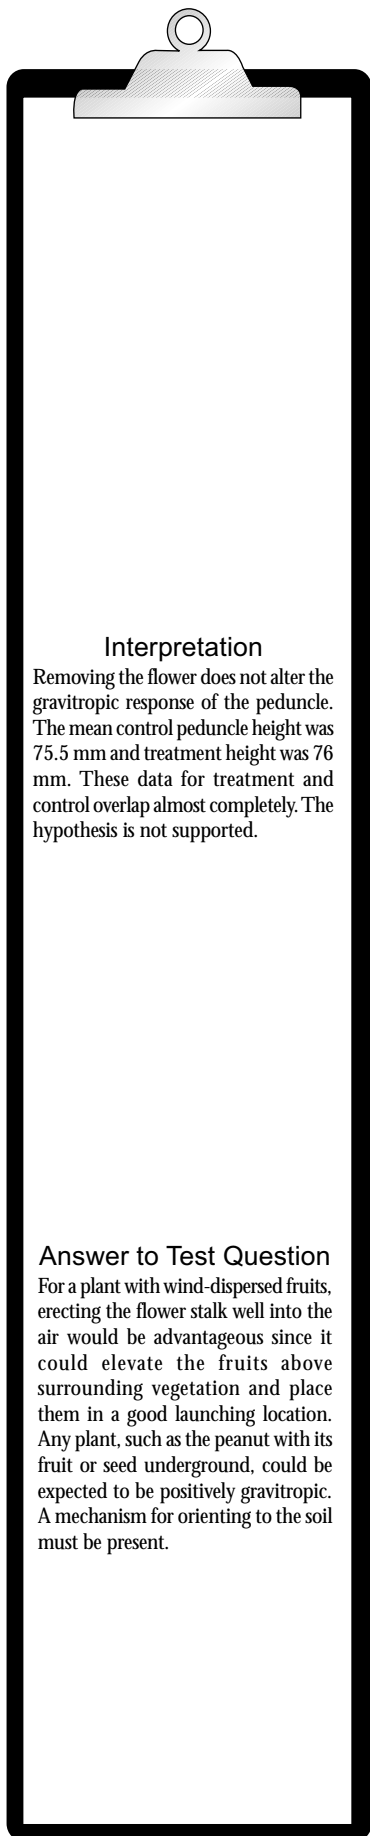 Interpretation
Removing the flower does not alter the
gravitropic response of the peduncle.
The mean control peduncle height was
75.5 mm and treatment height was 76
mm. These data for treatment and
control overlap almost completely. The
hypothesis is not supported.
Answer to Test Question
For a plant with wind-dispersed fruits,
erecting the flower stalk well into the
air would be advantageous since it
could elevate the fruits above
surrounding vegetation and place
them in a good launching location.
Any plant, such as the peanut with its
fruit or seed underground, could be
expected to be positively gravitropic.
A mechanism for orienting to the soil
must be present.